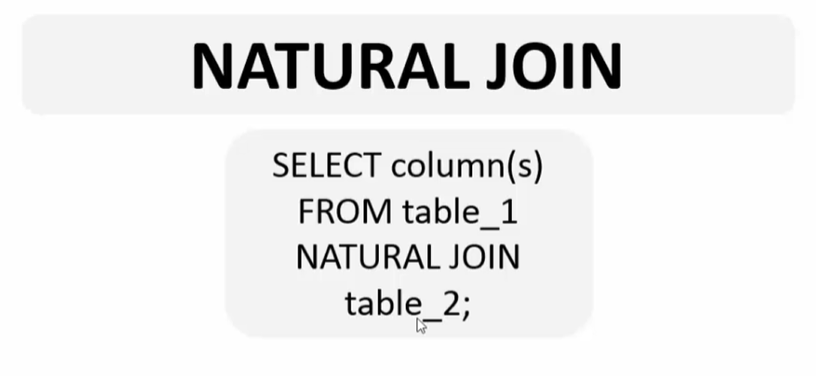 NATURAL JOIN
SELECT column(s)
FROM table_1
NATURAL JOIN
table_2;